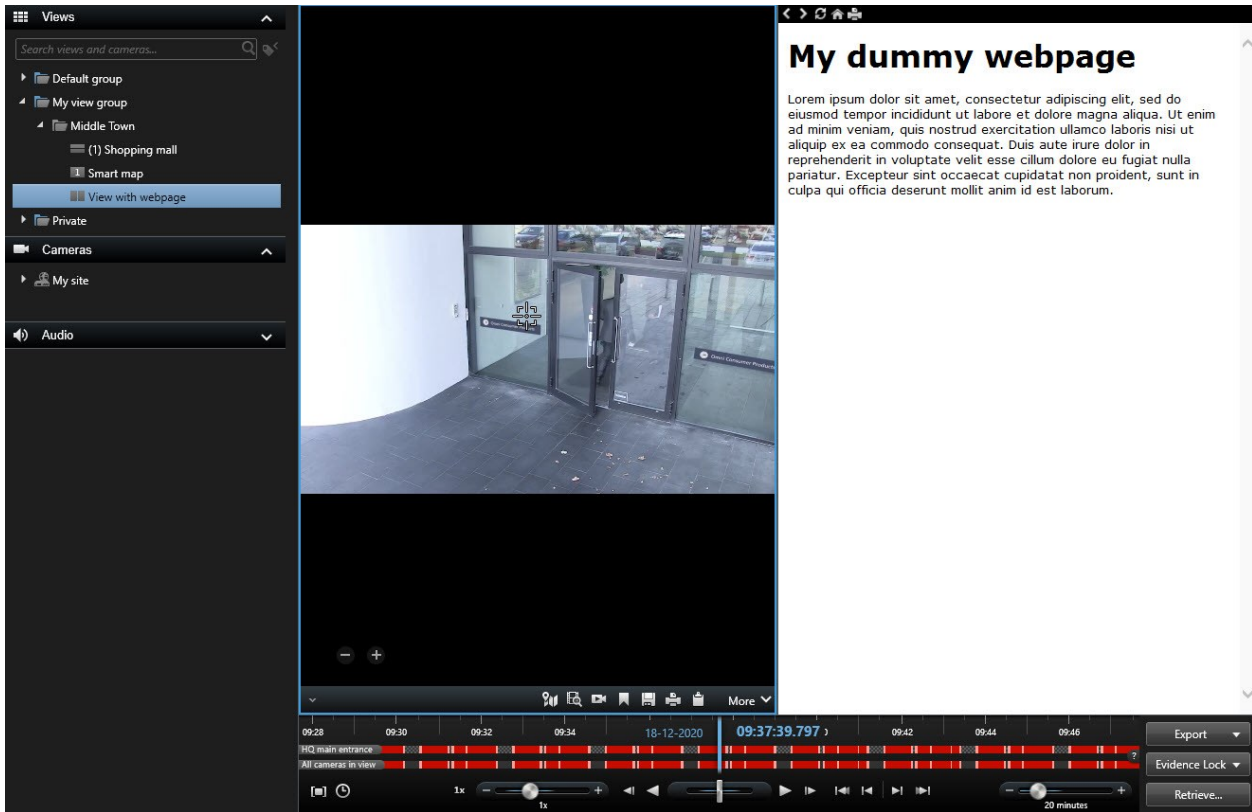 Views
Search views and cameras...
Default group
My view group
Middle Town
(1) Shopping mall
1 Smart map
View with webpage
Private
Cameras
My site
Audio
Omni Consumer Products
Omni Consumer Products
More
My dummy webpage
Lorem ipsum dolor sit amet, consectetur adipiscing elit, sed do
eiusmod tempor incididunt ut labore et dolore magna aliqua. Ut enim
ad minim veniam, quis nostrud exercitation ullamco laboris nisi ut
aliquip ex ea commodo consequat. Duis aute irure dolor in
reprehenderit in voluptate velit esse cillum dolore eu fugiat nulla
pariatur. Excepteur sint occaecat cupidatat non proident, sunt in
culpa qui officia deserunt mollit anim id est laborum.
09:28 09:30 09:32 09:34 18-12-2020 09:37:39.797 09:42 09:44 09:46
HQ main entrance
?
All cameras in view
1x
1x
20 minutes
Export
Evidence Lock
Retrieve...